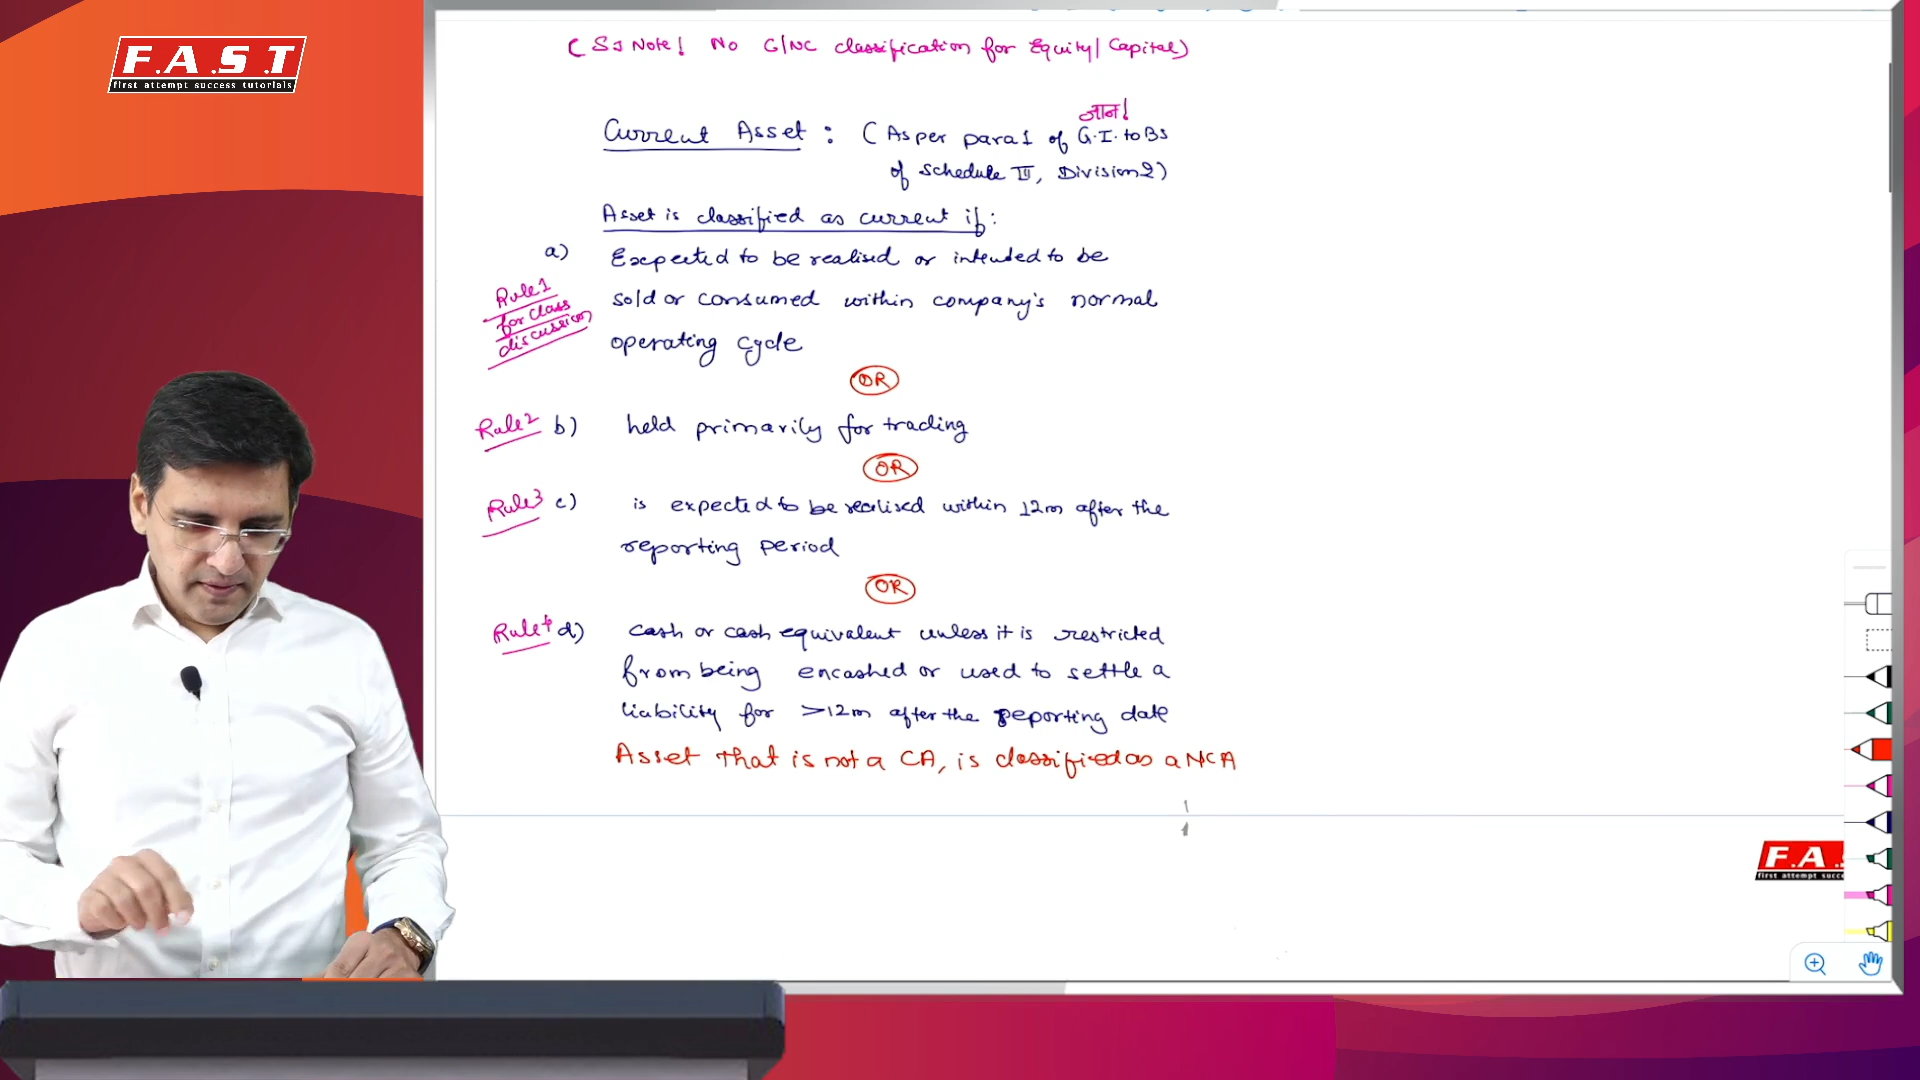 F.A.S.T
first attempt success tutorials
(SJ Note! No C/NC classification for Equity/Capital)
जान!
Current Asset : (As per para 1 of G.I. to BS
of Schedule III, Division 2)
Asset is classified as current if:
a) Expected to be realised or intended to be
Rule 1
for class
discussion
sold or consumed within company's normal
operating cycle
OR
Rule 2 b) held primarily for trading
OR
Rule 3 c) is expected to be realised within 12m after the
reporting period
OR
Rule 4 d) cash or cash equivalent unless it is restricted
from being encashed or used to settle a
liability for >12m after the reporting date
Asset that is not a CA, is classified as a NCA
F.A.
first attempt succe